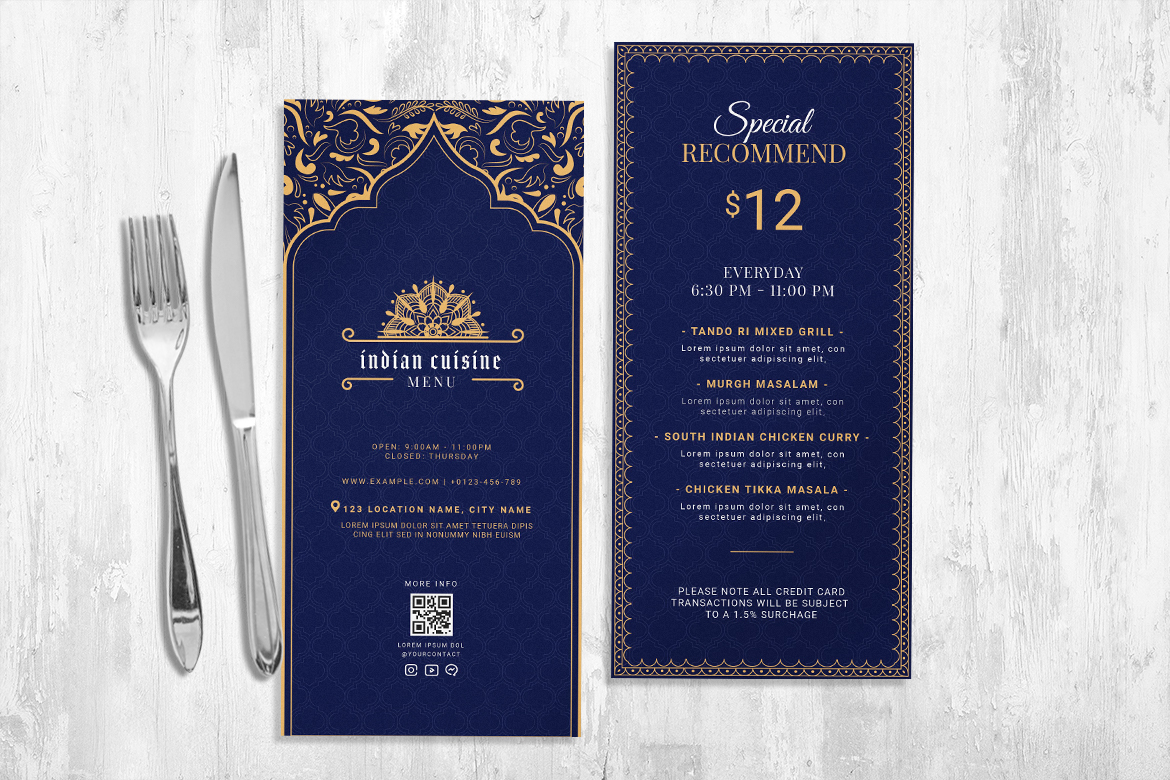 indian cuisine
MENU
OPEN: 9:00AM - 11:00PM
CLOSED: THURSDAY
WWW.EXAMPLE.COM | +0123-456-789
123 LOCATION NAME, CITY NAME
LOREM IPSUM DOLOR SIT AMET TETUERA DIPIS
CING ELIT SED IN NONUMMY NIBH EUISM
MORE INFO
LOREM IPSUM DOL
@YOURCONTACT
Special
RECOMMEND
$12
EVERYDAY
6:30 PM - 11:00 PM
- TANDO RI MIXED GRILL -
Lorem ipsum dolor sit amet, con
sectetuer adipiscing elit,
- MURGH MASALAM -
Lorem ipsum dolor sit amet, con
sectetuer adipiscing elit,
- SOUTH INDIAN CHICKEN CURRY -
Lorem ipsum dolor sit amet, con
sectetuer adipiscing elit,
- CHICKEN TIKKA MASALA -
Lorem ipsum dolor sit amet, con
sectetuer adipiscing elit,
PLEASE NOTE ALL CREDIT CARD
TRANSACTIONS WILL BE SUBJECT
TO A 1.5% SURCHAGE